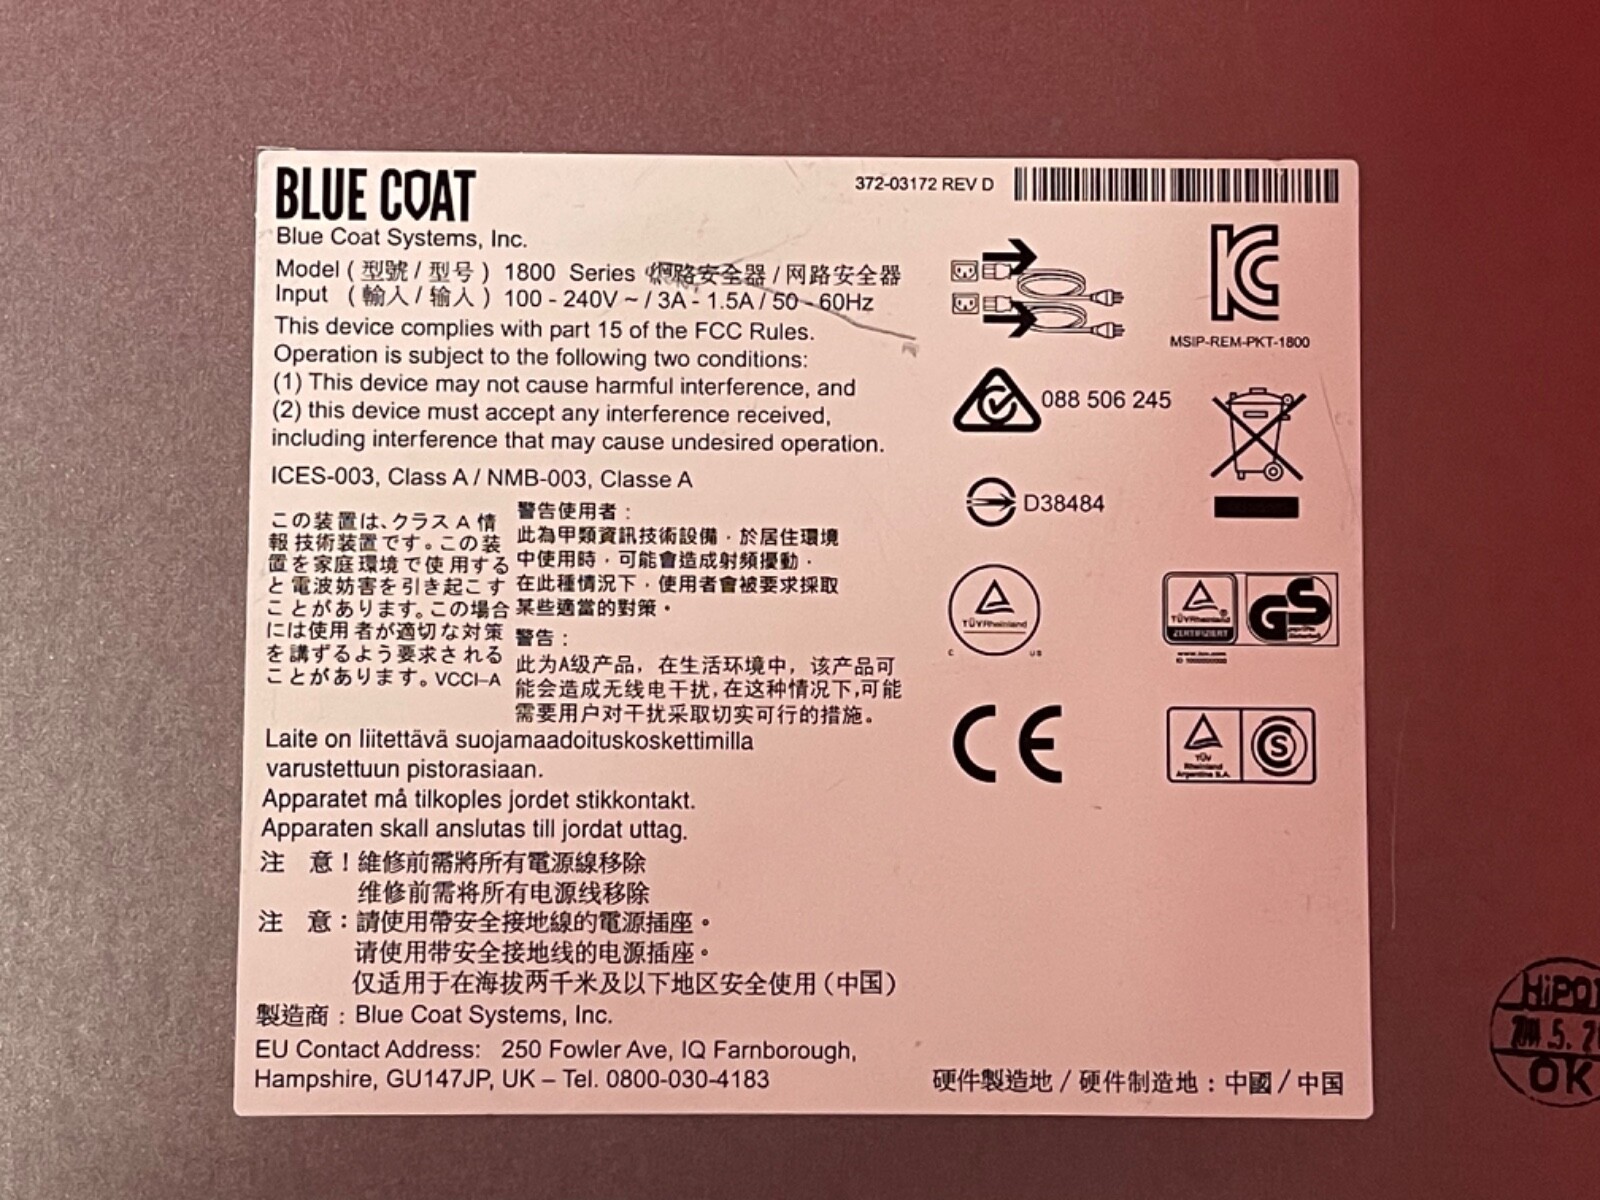 BLUE COAT
372-03172 REV D
Blue Coat Systems, Inc.
Model ( 型號 / 型号 ) 1800 Series 網路安全器 / 网路安全器
Input ( 輸入 / 输入 ) 100 - 240V ~ / 3A - 1.5A / 50 - 60Hz
This device complies with part 15 of the FCC Rules.
Operation is subject to the following two conditions:
(1) This device may not cause harmful interference, and
(2) this device must accept any interference received,
including interference that may cause undesired operation.
ICES-003, Class A / NMB-003, Classe A
この装置は、クラス A 情
報技術装置です。この装
置を家庭環境で使用する
と電波妨害を引き起こす
ことがあります。この場合
には使用者が適切な対策
を講ずるよう要求される
ことがあります。VCCI-A
警告使用者：
此為甲類資訊技術設備，於居住環境
中使用時，可能會造成射頻擾動，
在此種情況下，使用者會被要求採取
某些適當的對策。
警告：
此为A级产品，在生活环境中，该产品可
能会造成无线电干扰,在这种情况下,可能
需要用户对干扰采取切实可行的措施。
Laite on liitettävä suojamaadoituskoskettimilla
varustettuun pistorasiaan.
Apparatet må tilkoples jordet stikkontakt.
Apparaten skall anslutas till jordat uttag.
注 意！維修前需將所有電源線移除
维修前需将所有电源线移除
注 意：請使用帶安全接地線的電源插座。
请使用带安全接地线的电源插座。
仅适用于在海拔两千米及以下地区安全使用（中国）
製造商：Blue Coat Systems, Inc.
EU Contact Address: 250 Fowler Ave, IQ Farnborough,
Hampshire, GU147JP, UK – Tel. 0800-030-4183
MSIP-REM-PKT-1800
088 506 245
D38484
TÜVRheinland
C US
TÜVRheinland®
ZERTIFIZIERT
GS
www.tuv.com
ID 1000000000
CE
TÜV
Rheinland
Argentina S.A.
S
硬件製造地 / 硬件制造地：中國 / 中国
HiPOT
OK